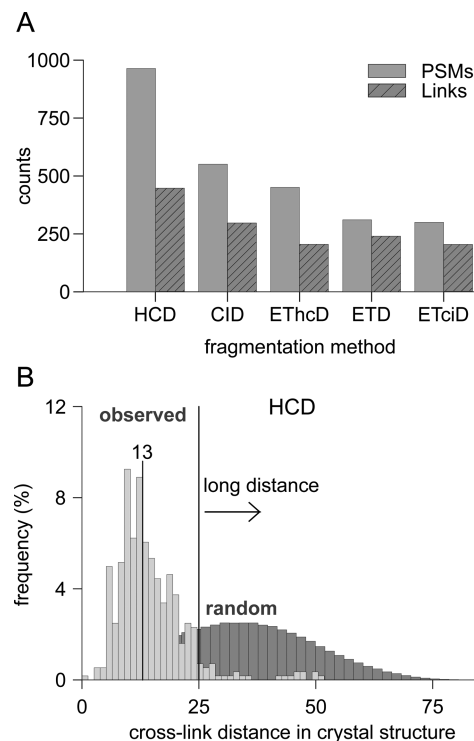 A
1000
750
500
250
0
counts
PSMs
Links
HCD CID EThcD ETD ETciD
fragmentation method
B
HCD
12
8
4
0
frequency (%)
observed
13
long distance
random
0 25 50 75
cross-link distance in crystal structure